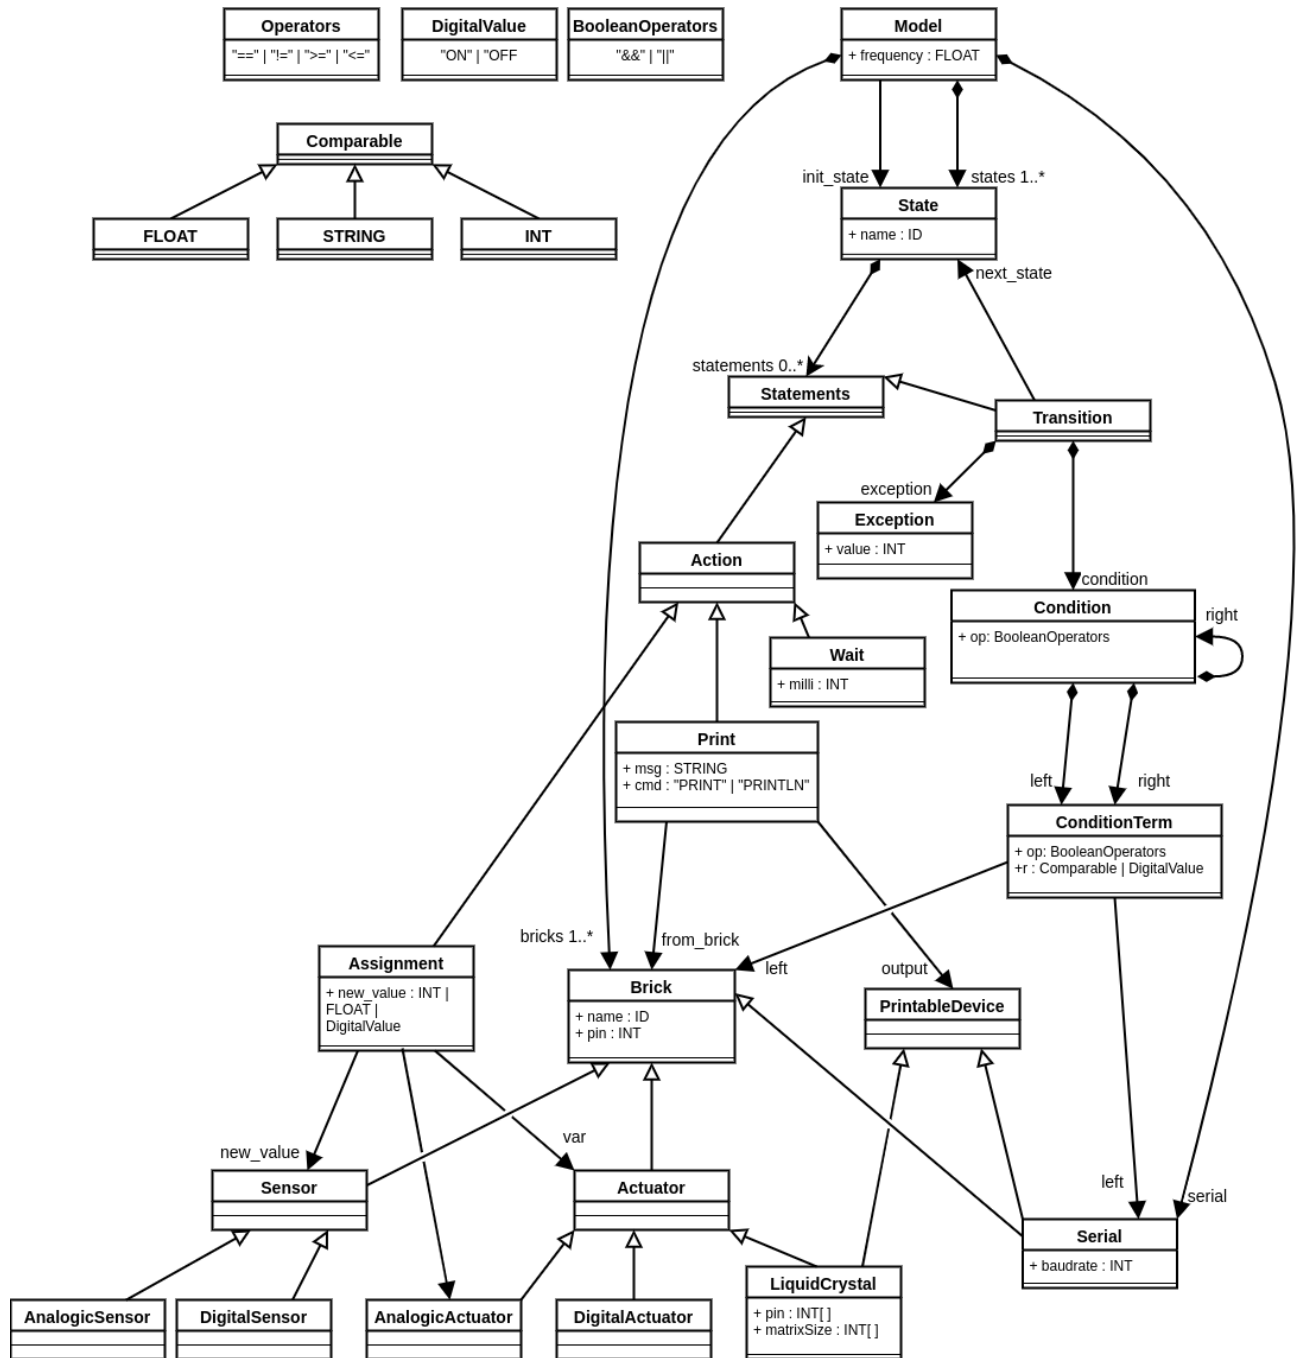 Operators
"==" | "!=" | ">=" | "<="
DigitalValue
"ON" | "OFF
BooleanOperators
"&&" | "||"
Model
+ frequency : FLOAT
Comparable
FLOAT
STRING
INT
init_state
states 1..*
State
+ name : ID
next_state
statements 0..*
Statements
Transition
exception
Exception
+ value : INT
Action
condition
Condition
+ op: BooleanOperators
right
Wait
+ milli : INT
Print
+ msg : STRING
+ cmd : "PRINT" | "PRINTLN"
left
right
ConditionTerm
+ op: BooleanOperators
+r : Comparable | DigitalValue
bricks 1..*
from_brick
left
output
Assignment
+ new_value : INT |
FLOAT |
DigitalValue
Brick
+ name : ID
+ pin : INT
PrintableDevice
new_value
var
Sensor
Actuator
left
serial
Serial
+ baudrate : INT
AnalogicSensor
DigitalSensor
AnalogicActuator
DigitalActuator
LiquidCrystal
+ pin : INT[ ]
+ matrixSize : INT[ ]